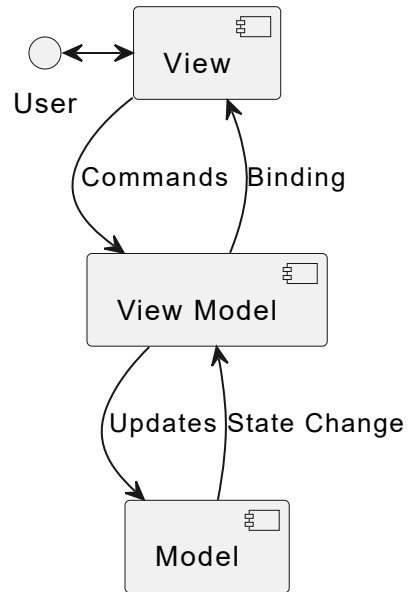 View
User
Commands
Binding
View Model
Updates
State Change
Model